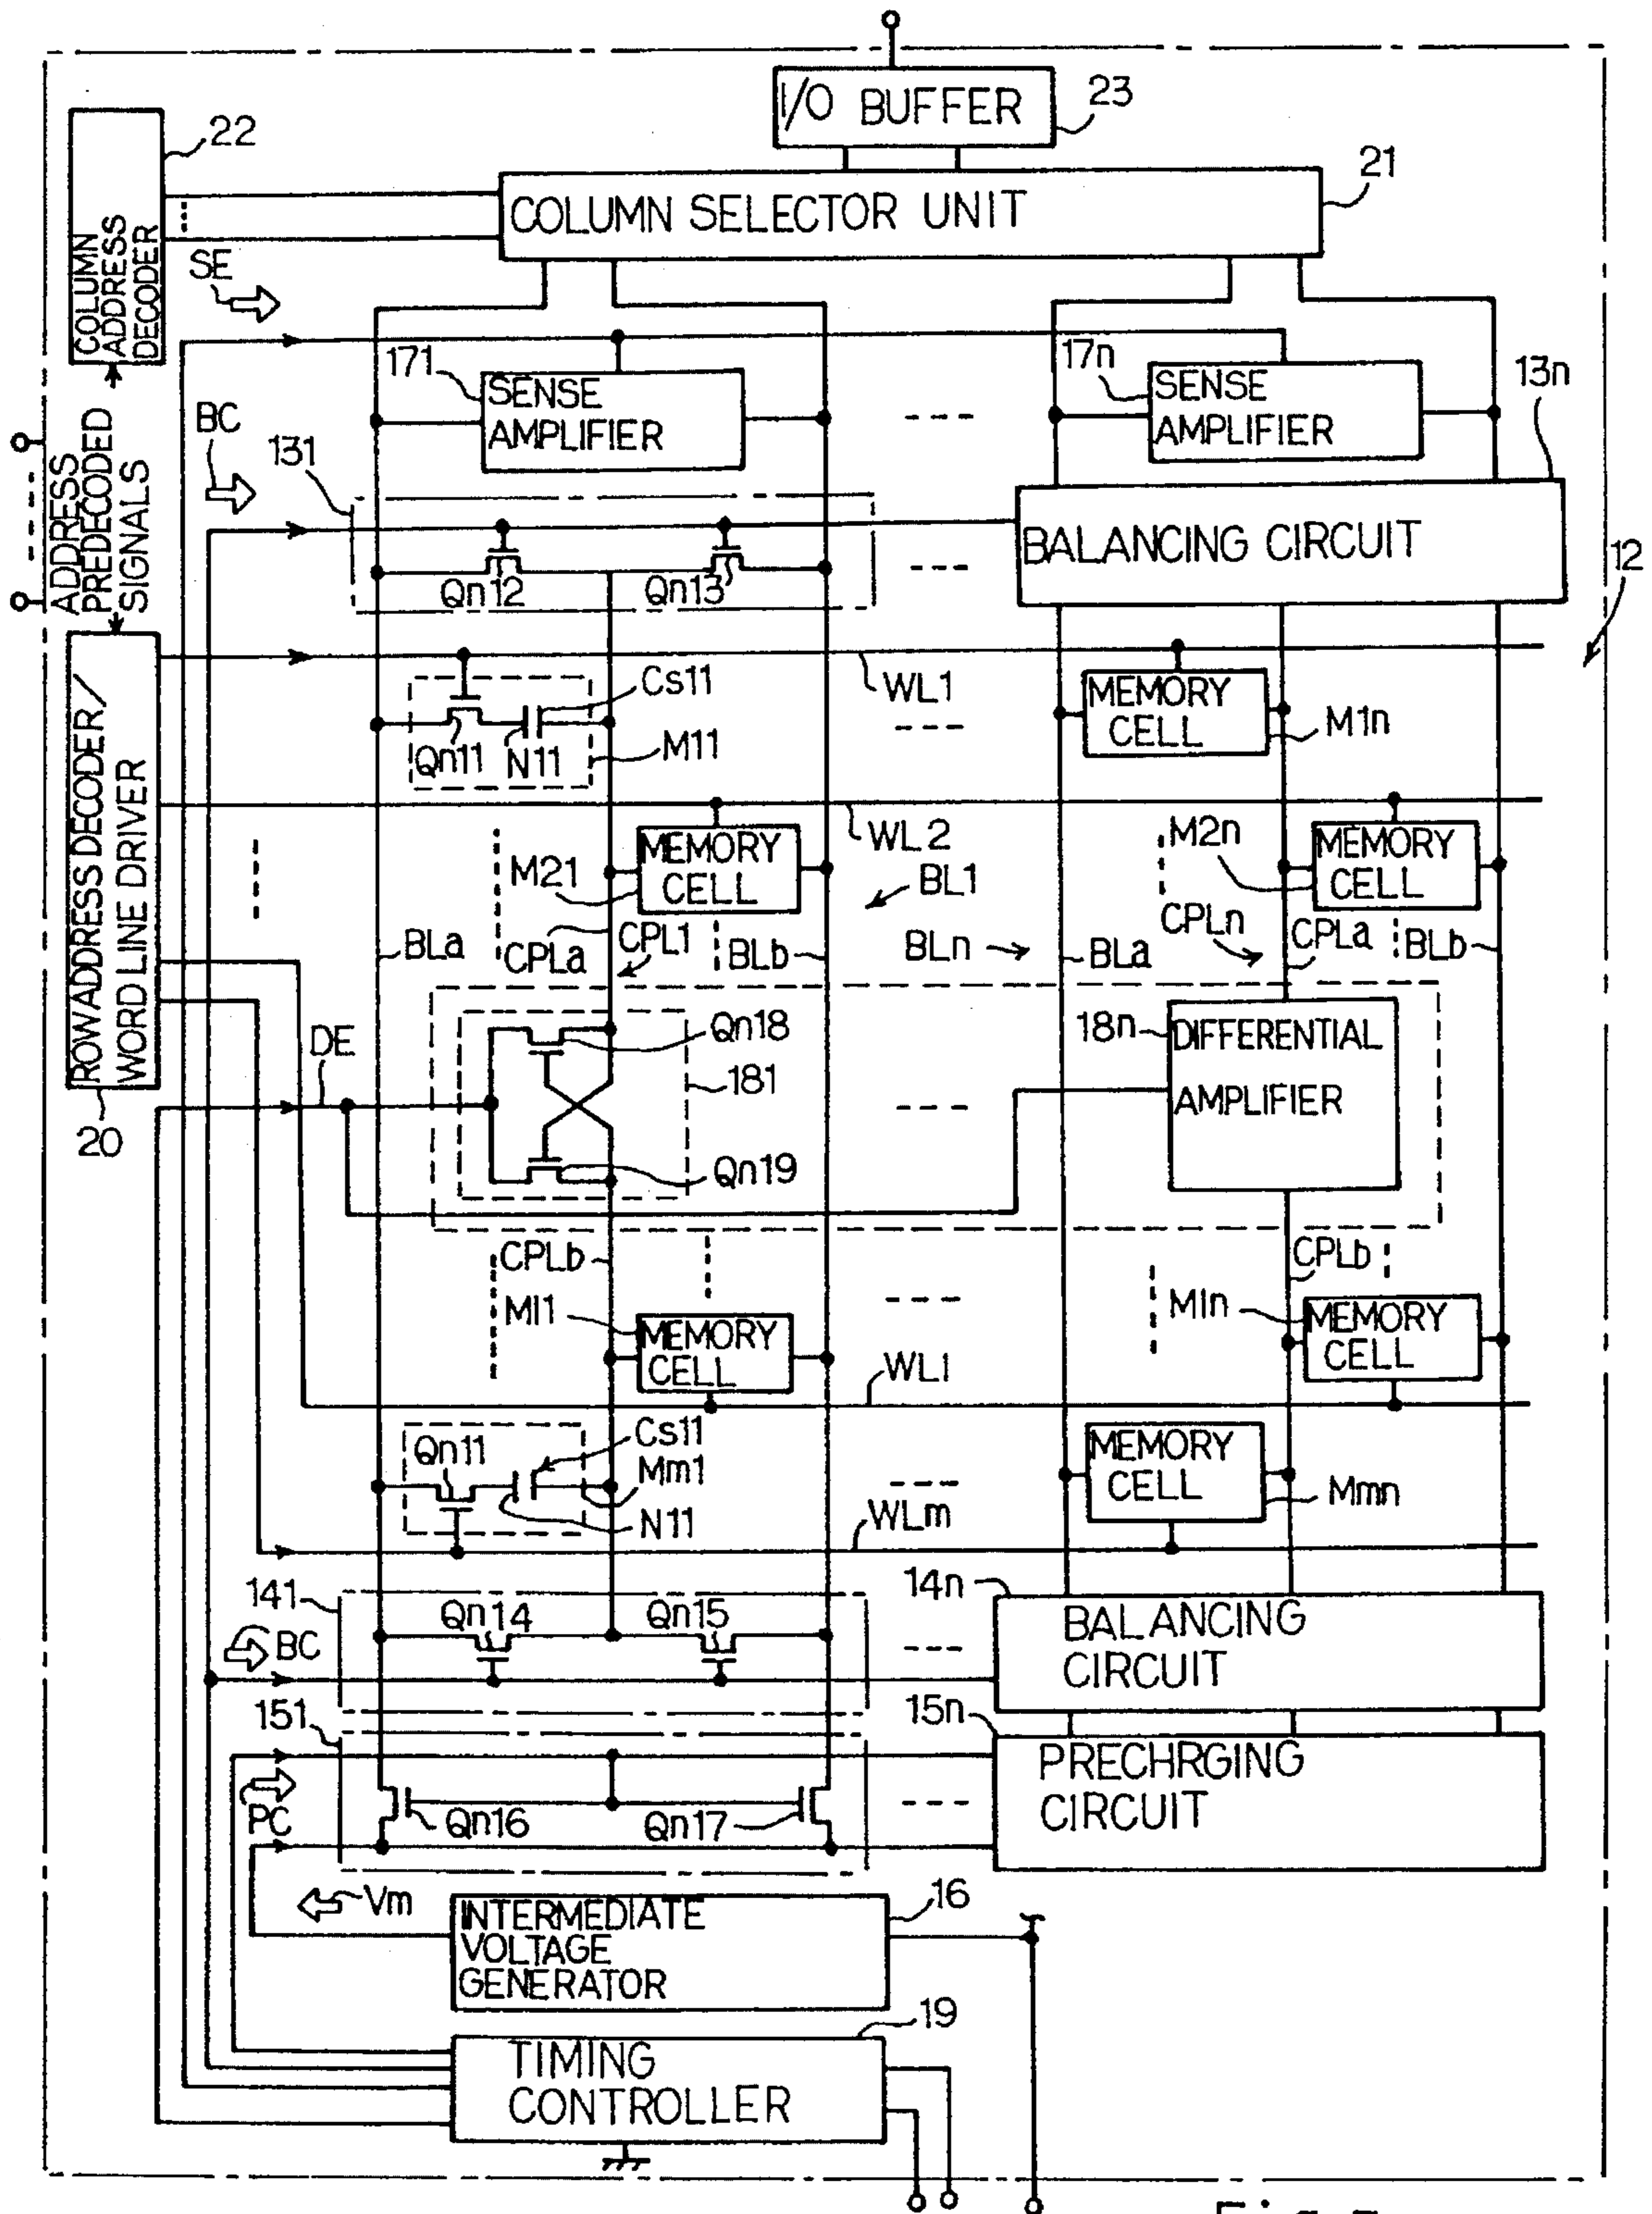 I/O BUFFER
23
22
COLUMN
ADDRESS
DECODER
21
COLUMN SELECTOR UNIT
SE
171
SENSE
AMPLIFIER
17n
SENSE
AMPLIFIER
13n
BC
ADDRESS
PREDECODED
SIGNALS
131
Qn12
Qn13
BALANCING CIRCUIT
12
ROW ADDRESS DECODER/
WORD LINE DRIVER
20
Cs11
WL1
Qn11
N11
M11
MEMORY
CELL
M1n
WL2
M21
MEMORY
CELL
BL1
M2n
MEMORY
CELL
BLa
CPLa
CPL1
BLb
BLn
BLa
CPLn
CPLa
BLb
DE
Qn18
181
Qn19
18n
DIFFERENTIAL
AMPLIFIER
CPLb
CPLb
Ml1
MEMORY
CELL
Mln
MEMORY
CELL
WLl
Qn11
Cs11
Mm1
N11
MEMORY
CELL
Mmn
WLm
141
Qn14
Qn15
14n
BALANCING
CIRCUIT
BC
151
15n
PRECHRGING
CIRCUIT
PC
Qn16
Qn17
Vm
INTERMEDIATE
VOLTAGE
GENERATOR
16
19
TIMING
CONTROLLER